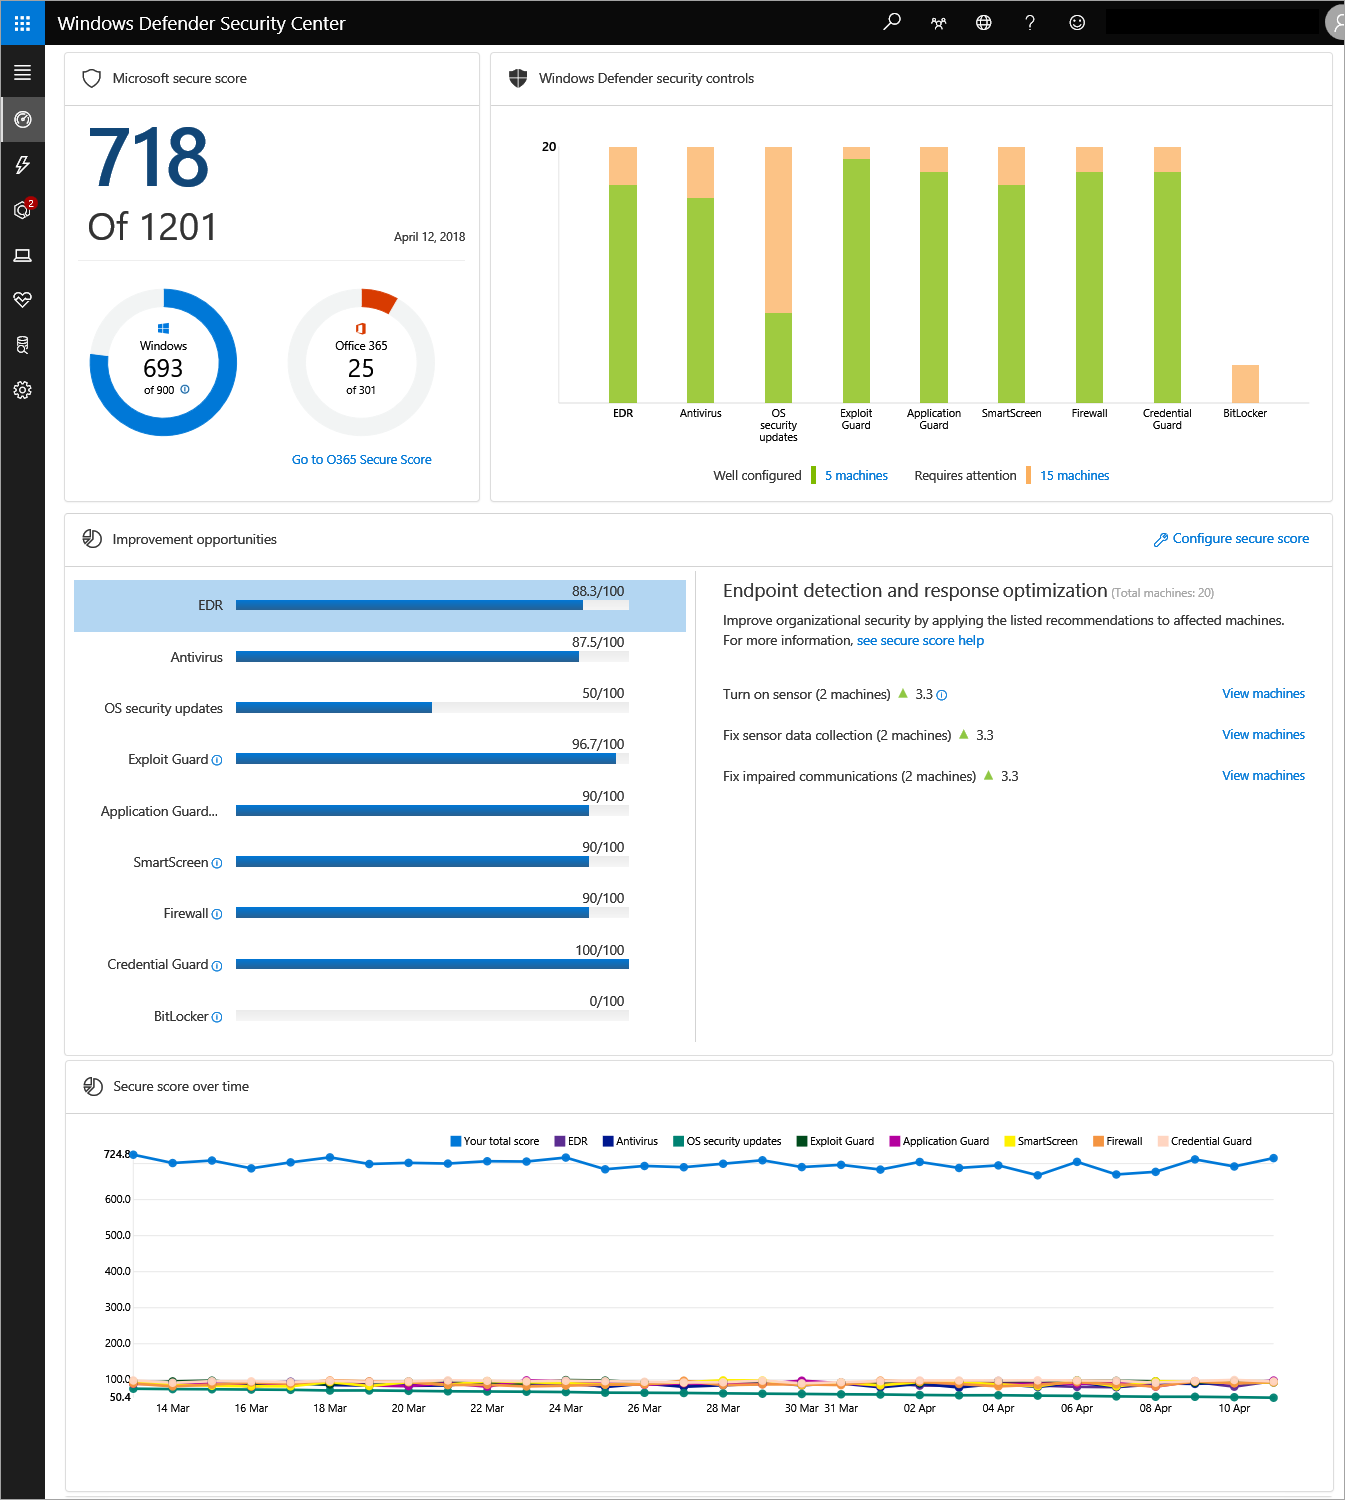 Windows Defender Security Center
?
2
Microsoft secure score
718
Of 1201
April 12, 2018
Windows
693
of 900
Office 365
25
of 301
Go to O365 Secure Score
Windows Defender security controls
20
EDR
Antivirus
OS
security
updates
Exploit
Guard
Application
Guard
SmartScreen
Firewall
Credential
Guard
BitLocker
Well configured 5 machines Requires attention 15 machines
Improvement opportunities
Configure secure score
EDR 88.3/100
Antivirus 87.5/100
OS security updates 50/100
Exploit Guard 96.7/100
Application Guard... 90/100
SmartScreen 90/100
Firewall 90/100
Credential Guard 100/100
BitLocker 0/100
Endpoint detection and response optimization (Total machines: 20)
Improve organizational security by applying the listed recommendations to affected machines.
For more information, see secure score help
Turn on sensor (2 machines) 3.3 View machines
Fix sensor data collection (2 machines) 3.3 View machines
Fix impaired communications (2 machines) 3.3 View machines
Secure score over time
Your total score EDR Antivirus OS security updates Exploit Guard Application Guard SmartScreen Firewall Credential Guard
724.8
600.0
500.0
400.0
300.0
200.0
100.0
50.4
14 Mar 16 Mar 18 Mar 20 Mar 22 Mar 24 Mar 26 Mar 28 Mar 30 Mar 31 Mar 02 Apr 04 Apr 06 Apr 08 Apr 10 Apr